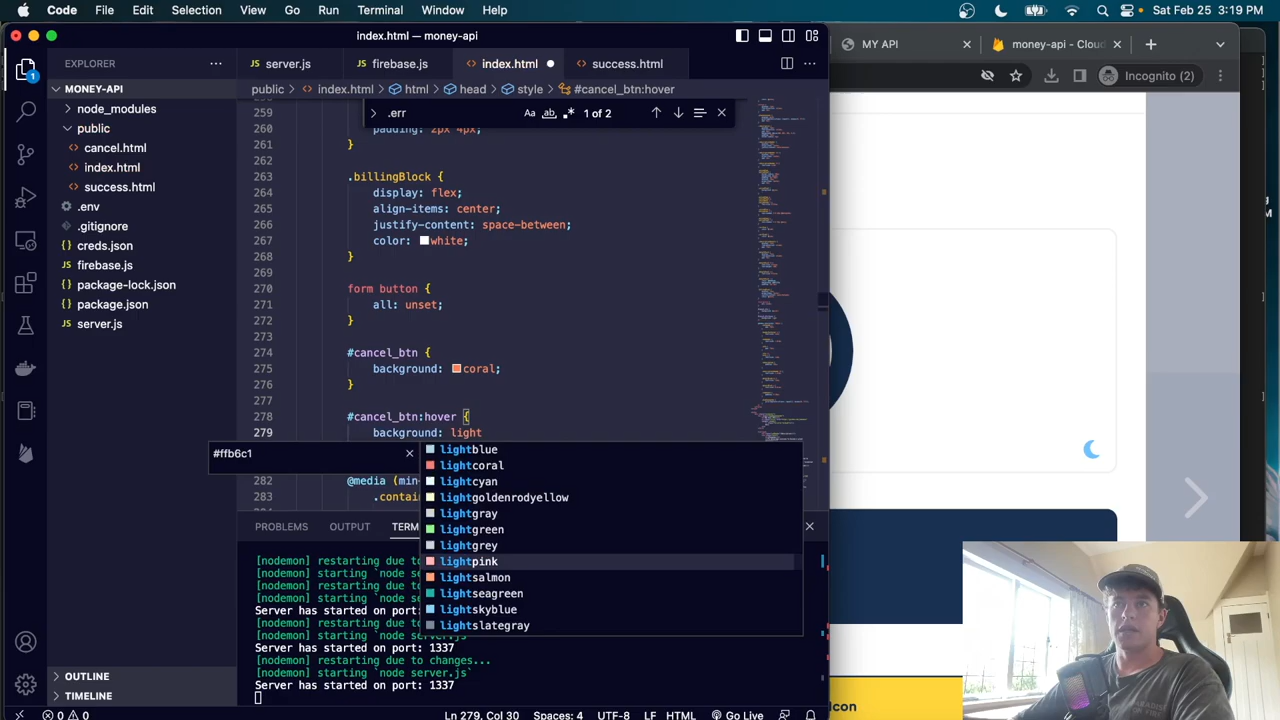 Code File Edit Selection View Go Run Terminal Window Help Sun Feb 5 3:19 PM
index.html — money-api
MY API
money-api - Cloud
Incognito (2)
EXPLORER
1
MONEY-API
node_modules
public
cancel.html
index.html
success.html
.env
.gitignore
creds.json
firebase.js
package-lock.json
package.json
server.js
OUTLINE
TIMELINE
server.js firebase.js index.html success.html
public > index.html > html > head > style > #cancel_btn:hover
.err Aa ab 1 of 2
259
260 padding: 2px 4px;
261 }
262
263 .billingBlock {
264 display: flex;
265 align-items: center;
266 justify-content: space-between;
267 color: white;
268 }
269
270 form button {
271 all: unset;
272 }
273
274 #cancel_btn {
275 background: coral;
276 }
277
278 #cancel_btn:hover {
279 background: light
#ffb6c1
lightblue
lightcoral
lightcyan
lightgoldenrodyellow
lightgray
lightgreen
lightgrey
lightpink
lightsalmon
lightseagreen
lightskyblue
lightslategray
282 @media (min-
283 .contain
PROBLEMS OUTPUT TERM
[nodemon] restarting due to
[nodemon] starting `node se
[nodemon] restarting due to
[nodemon] starting `node se
Server has started on port:
[nodemon] restarting due to
[nodemon] starting `node server.js`
Server has started on port: 1337
[nodemon] restarting due to changes...
[nodemon] starting `node server.js`
Server has started on port: 1337
0 0 Ln 279, Col 30 Spaces: 4 UTF-8 LF HTML Go Live